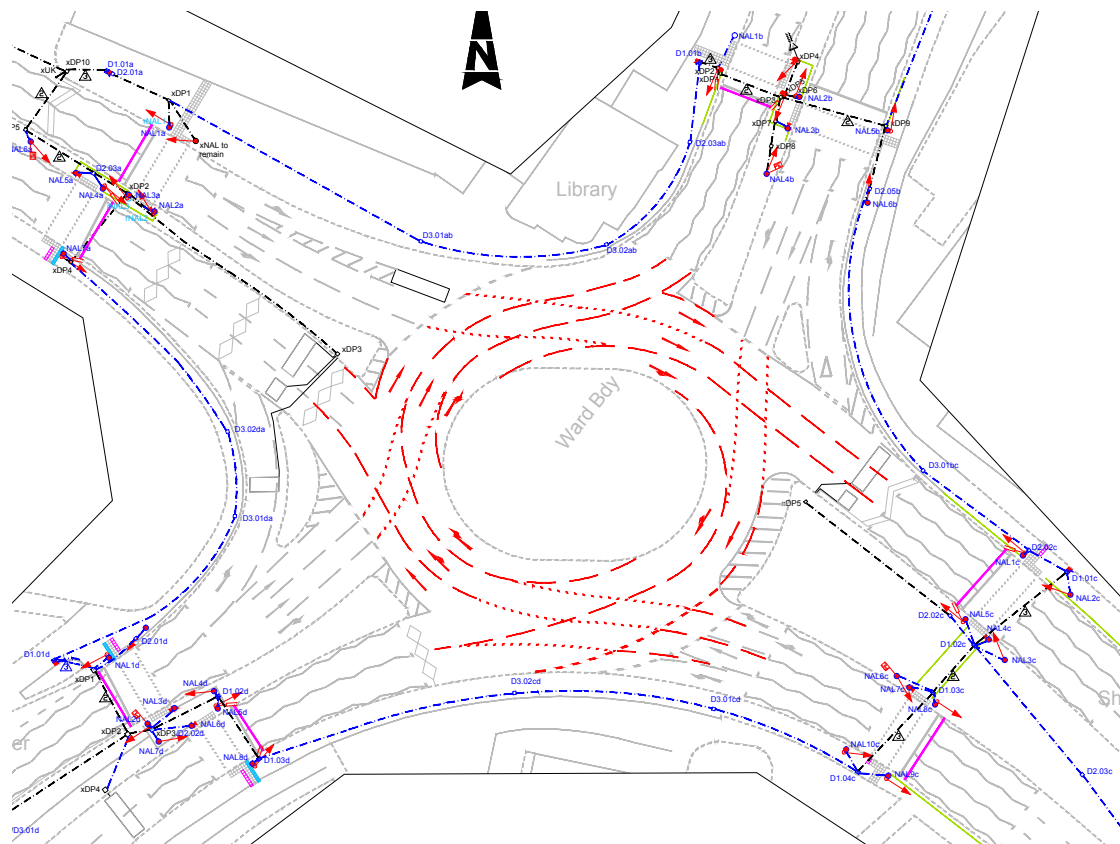 N
NAL1b
D1.01b
xDP2
xDP1
xDP4
xDP5
xDP6
xDP3
NAL2b
xDP7
NAL3b
NAL5b
xDP9
xDP8
NAL4b
D2.03ab
D2.05b
NAL6b
xDP10
xUK
D1.01a
D2.01a
xDP1
NAL1a
xNAL to
remain
NAL6a
D2.03a
NAL5a
NAL4a
xDP2
NAL3a
NAL2a
xDP4
Library
D3.01ab
D3.02ab
xDP3
Ward Bdy
D3.02da
D3.01da
D3.01bc
D2.02c
NAL1c
D1.01c
NAL2c
D2.02c
NAL5c
NAL4c
D1.02c
NAL3c
NAL6c
NAL7c
D1.03c
NAL8c
NAL10c
D1.04c
NAL9c
D2.03c
Sh
D2.01d
D1.01d
NAL1d
xDP1
NAL4d
D1.02d
NAL3d
NAL5d
NAL2d
NAL6d
xDP2
xDP3
D2.02d
NAL7d
NAL8d
D1.03d
xDP4
D3.01d
D3.02cd
D3.01cd
er